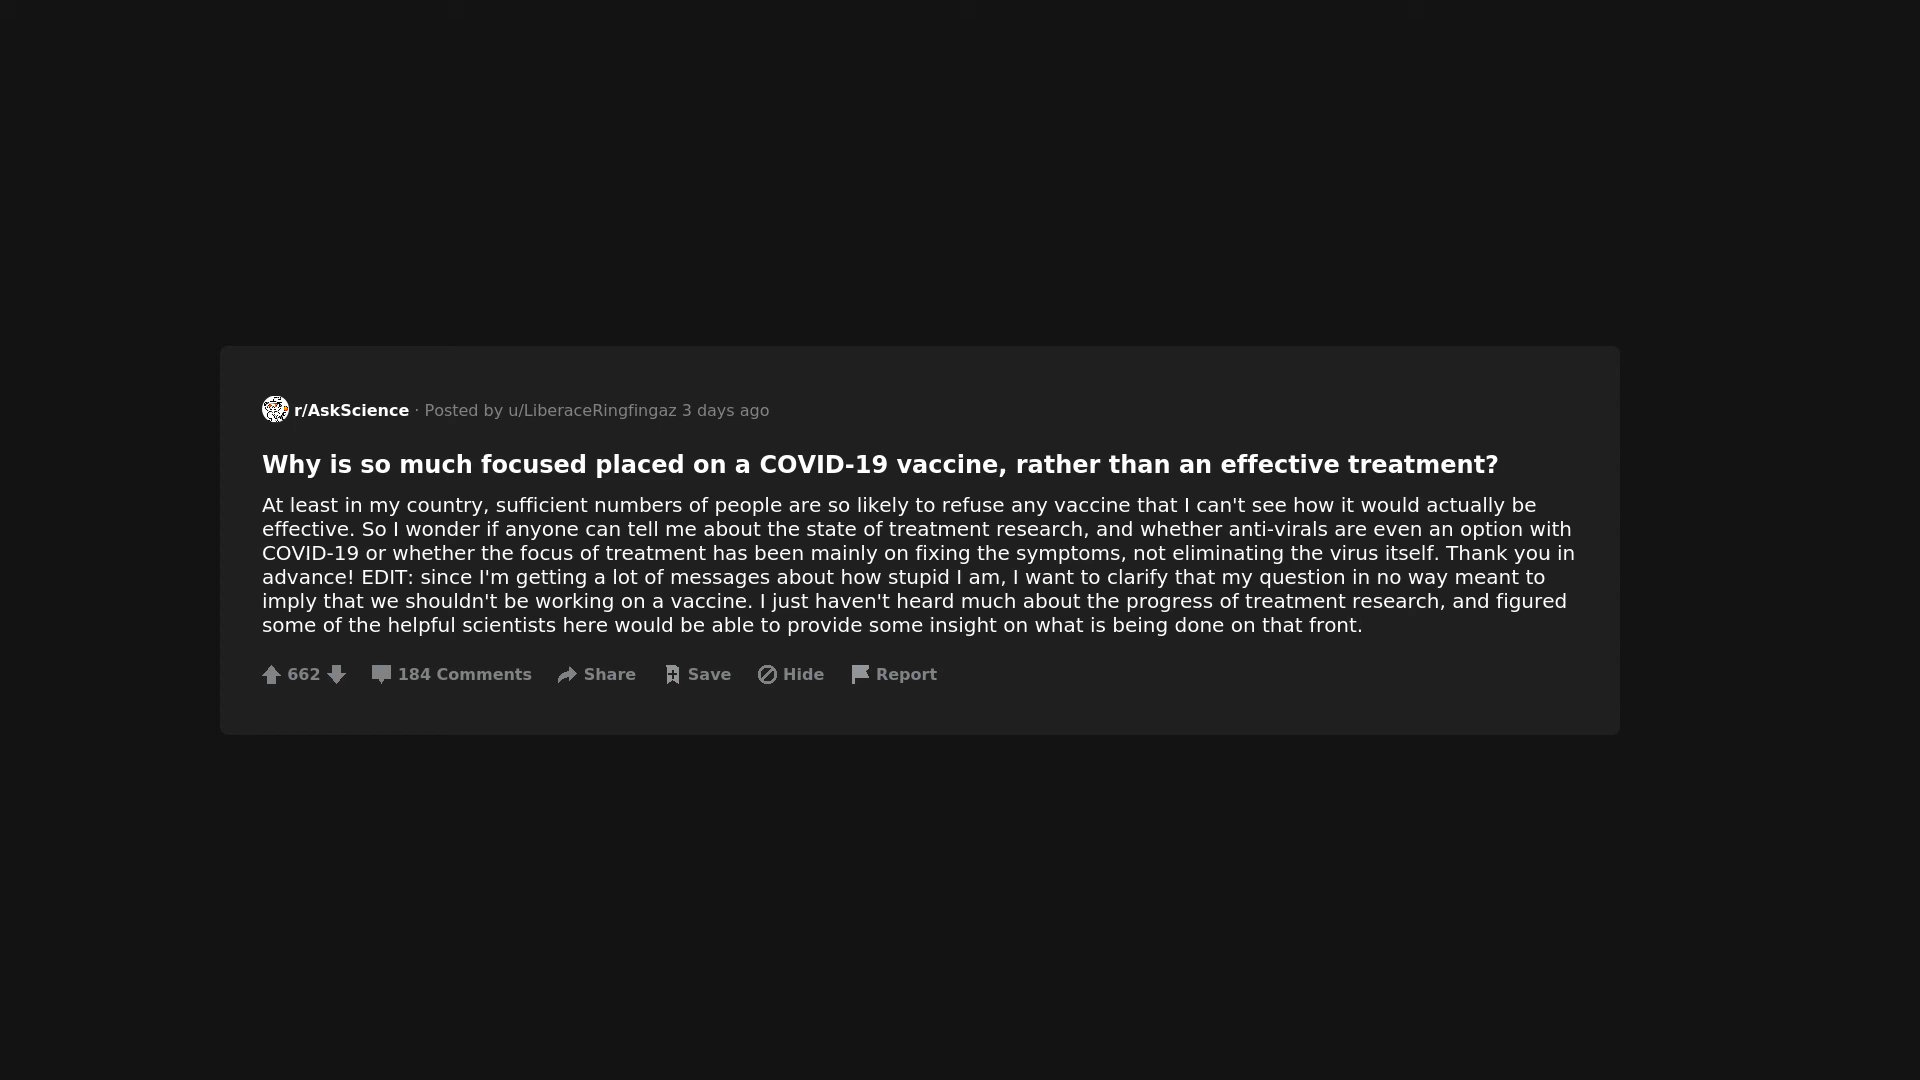 r/AskScience · Posted by u/LiberaceRingfingaz 3 days ago
Why is so much focused placed on a COVID-19 vaccine, rather than an effective treatment?
At least in my country, sufficient numbers of people are so likely to refuse any vaccine that I can't see how it would actually be
effective. So I wonder if anyone can tell me about the state of treatment research, and whether anti-virals are even an option with
COVID-19 or whether the focus of treatment has been mainly on fixing the symptoms, not eliminating the virus itself. Thank you in
advance! EDIT: since I'm getting a lot of messages about how stupid I am, I want to clarify that my question in no way meant to
imply that we shouldn't be working on a vaccine. I just haven't heard much about the progress of treatment research, and figured
some of the helpful scientists here would be able to provide some insight on what is being done on that front.
662 184 Comments Share Save Hide Report